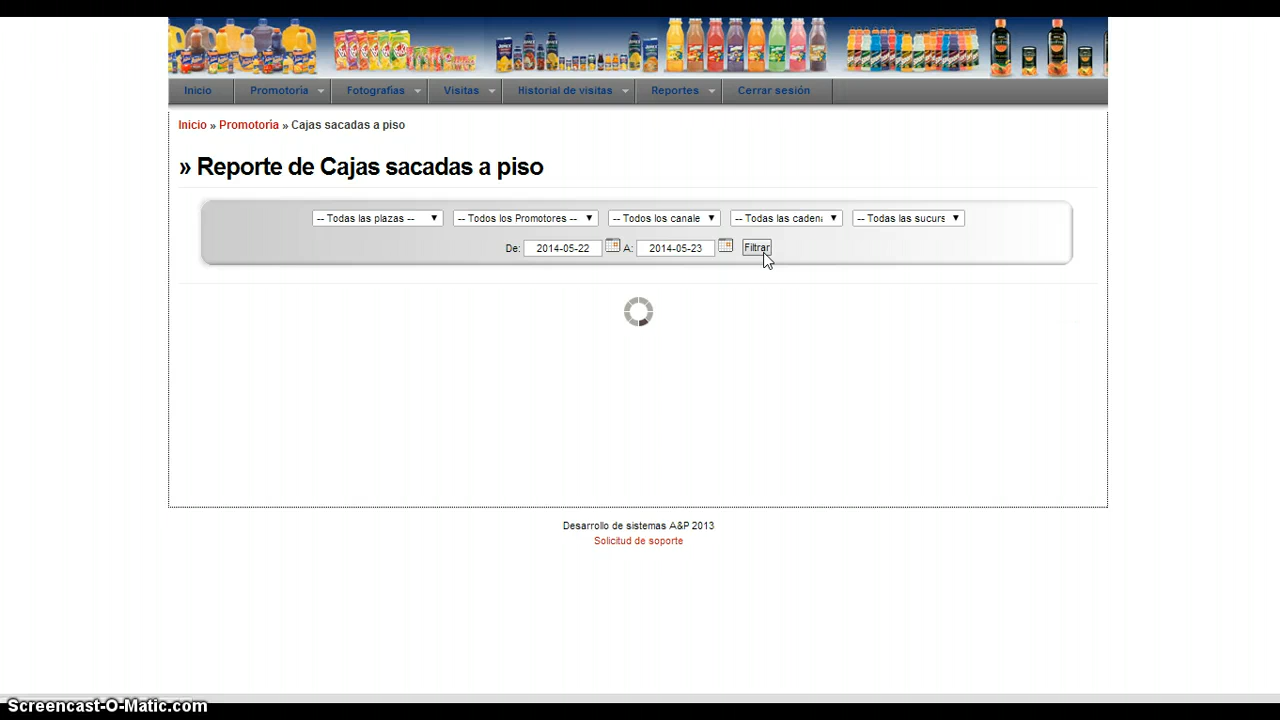 Inicio Promotoría Fotografías Visitas Historial de visitas Reportes Cerrar sesión
Inicio » Promotoría » Cajas sacadas a piso
» Reporte de Cajas sacadas a piso
-- Todas las plazas -- -- Todos los Promotores -- -- Todos los canale -- Todas las caden -- Todas las sucurs
De: 2014-05-22 A: 2014-05-23 Filtrar
Desarrollo de sistemas A&P 2013
Solicitud de soporte
Screencast-O-Matic.com